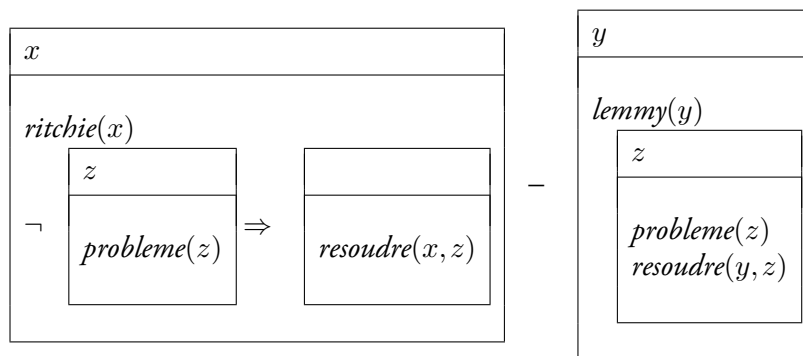 x
ritchie(x)
¬
z
probleme(z)
⇒
resoudre(x, z)
–
y
lemmy(y)
z
probleme(z)
resoudre(y, z)